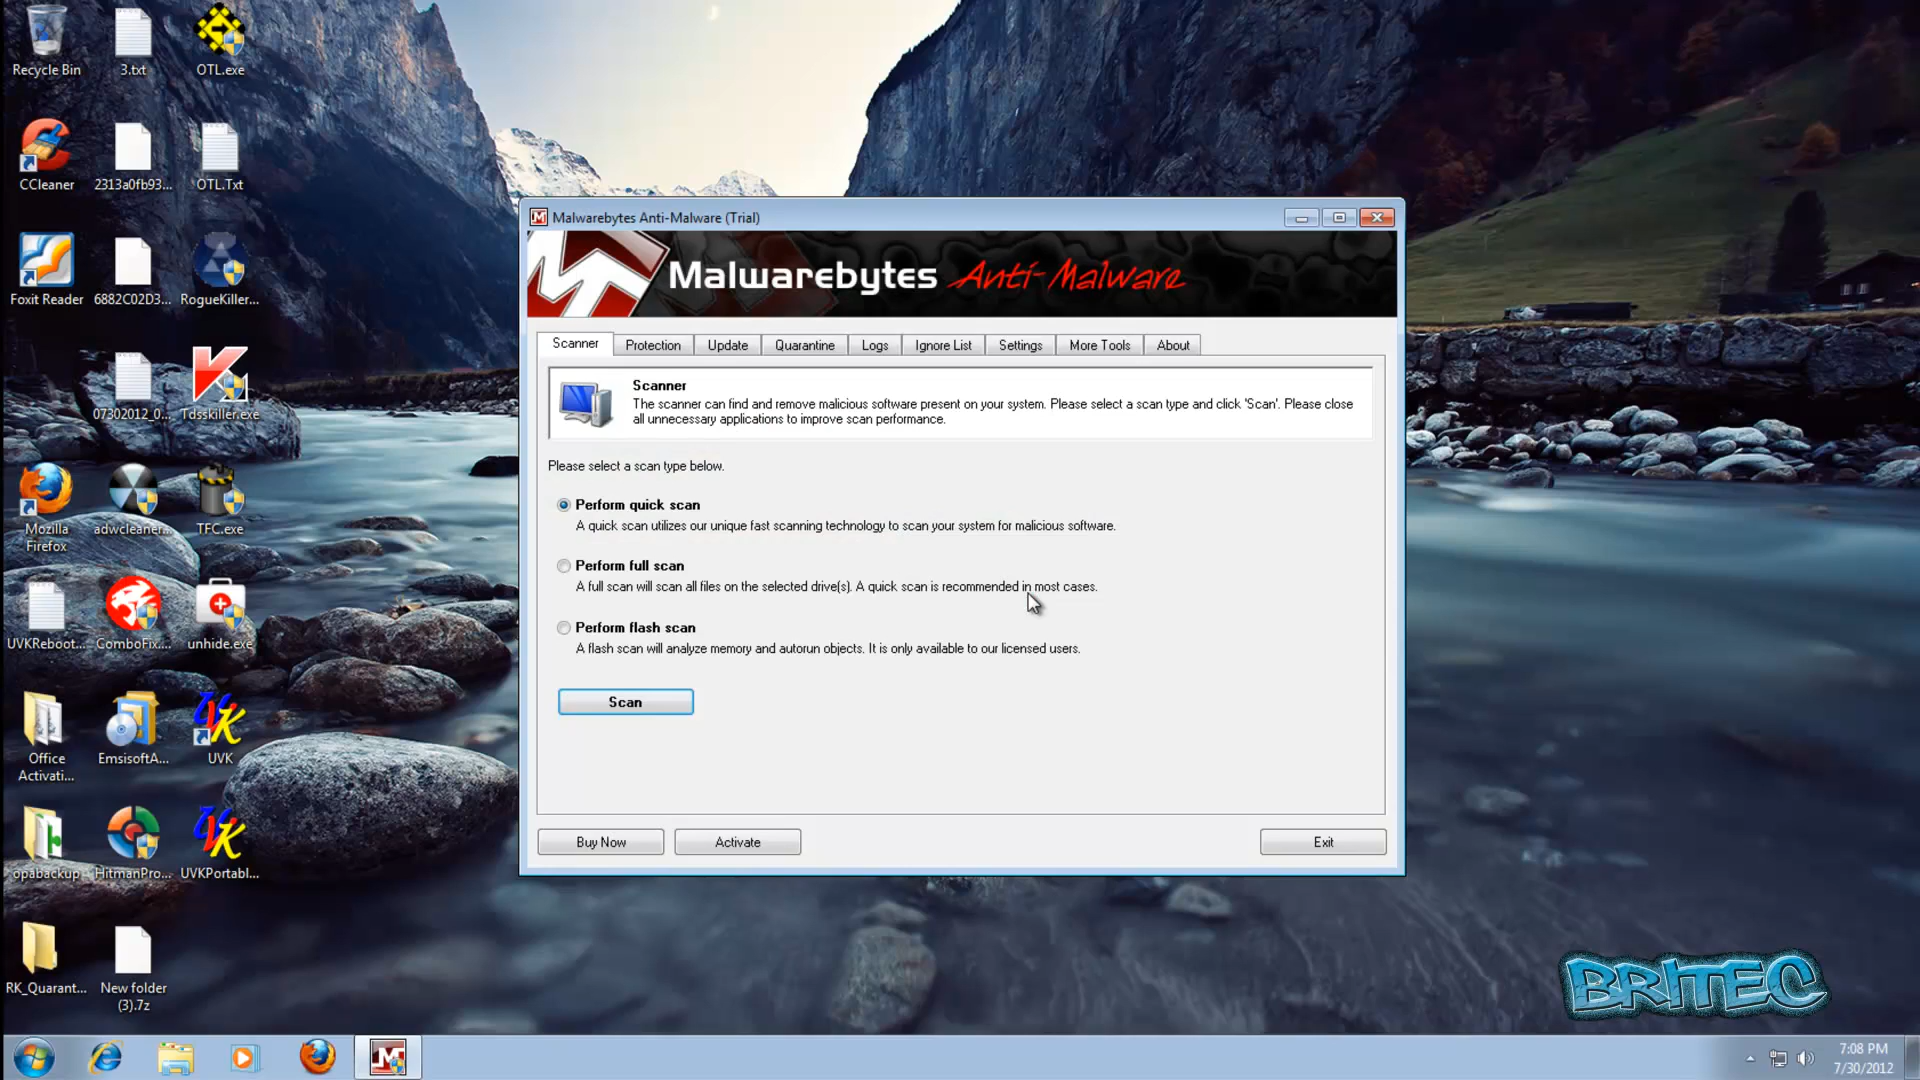 Recycle Bin
3.txt
OTL.exe
CCleaner
2313a0fb93...
OTL.Txt
Foxit Reader
6882C02D3...
RogueKiller...
07302012_0...
Tdsskiller.exe
Mozilla
Firefox
adwcleaner...
TFC.exe
UVKReboot...
ComboFix....
unhide.exe
Office
Activati...
EmsisoftA...
UVK
opabackup
HitmanPro...
UVKPortabl...
RK_Quarant...
New folder
(3).7z
Malwarebytes Anti-Malware (Trial)
Malwarebytes Anti-Malware
Scanner
Protection
Update
Quarantine
Logs
Ignore List
Settings
More Tools
About
Scanner
The scanner can find and remove malicious software present on your system. Please select a scan type and click 'Scan'. Please close
all unnecessary applications to improve scan performance.
Please select a scan type below.
Perform quick scan
A quick scan utilizes our unique fast scanning technology to scan your system for malicious software.
Perform full scan
A full scan will scan all files on the selected drive(s). A quick scan is recommended in most cases.
Perform flash scan
A flash scan will analyze memory and autorun objects. It is only available to our licensed users.
Scan
Buy Now
Activate
Exit
BRITEC
7:08 PM
7/30/2012